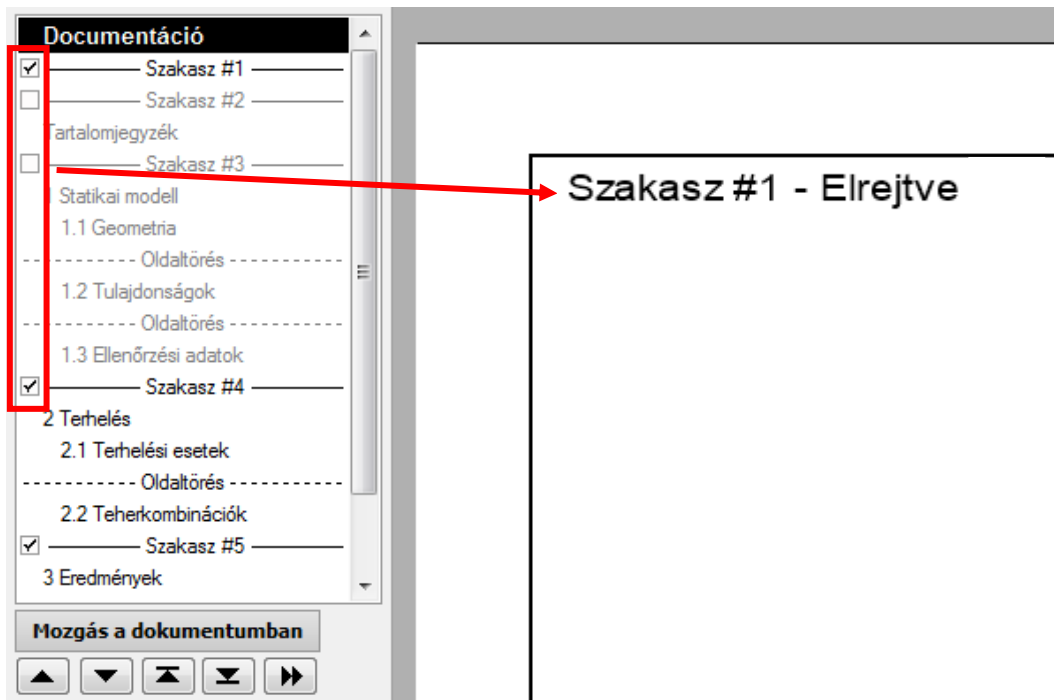 Documentáció
Szakasz #1
Szakasz #2
Tartalomjegyzék
Szakasz #3
1 Statikai modell
1.1 Geometria
Oldaltörés
1.2 Tulajdonságok
Oldaltörés
1.3 Ellenőrzési adatok
Szakasz #4
2 Terhelés
2.1 Terhelési esetek
Oldaltörés
2.2 Teherkombinációk
Szakasz #5
3 Eredmények
Mozgás a dokumentumban
Szakasz #1 - Elrejtve